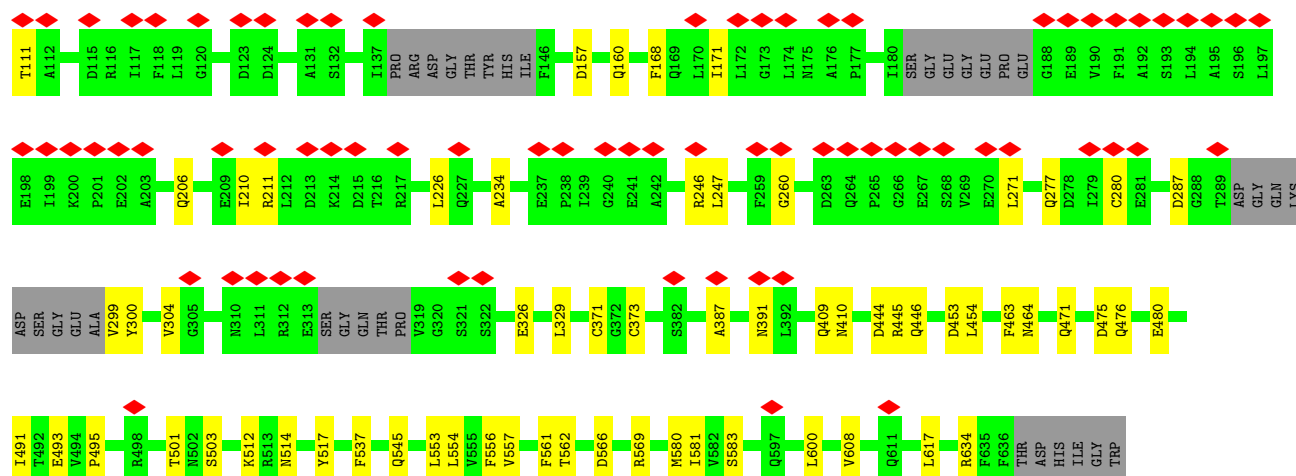 T111 A112 D115 R116 I117 F118 L119 G120 D123 D124 A131 S132 I137 PRO ARG ASP GLY THR TYR HIS ILE F146 D157 Q160 F168 Q169 L170 I171 L172 G173 L174 N175 A176 P177 I180 SER GLY GLU GLY GLU PRO GLU G188 E189 V190 F191 A192 S193 L194 A195 S196 L197
E198 I199 K200 P201 E202 A203 Q206 E209 I210 R211 L212 D213 K214 D215 T216 R217 L226 Q227 A234 E237 P238 I239 G240 E241 A242 R246 L247 F259 G260 D263 Q264 P265 G266 E267 S268 V269 E270 L271 Q277 D278 I279 C280 E281 D287 G288 T289 ASP GLY GLN LYS
ASP SER GLY GLU ALA V299 Y300 V304 G305 N310 L311 R312 E313 SER GLY GLN THR PRO V319 G320 S321 S322 E326 L329 C371 G372 C373 S382 A387 N391 L392 Q409 N410 D444 R445 Q446 D453 L454 F463 N464 Q471 D475 Q476 E480
I491 T492 E493 V494 P495 R498 T501 N502 S503 K512 R513 N514 Y517 F537 Q545 L553 L554 V555 F556 V557 F561 T562 D566 R569 M580 I581 V582 S583 Q597 L600 V608 Q611 L617 R634 F635 F636 THR ASP HIS ILE GLY TRP